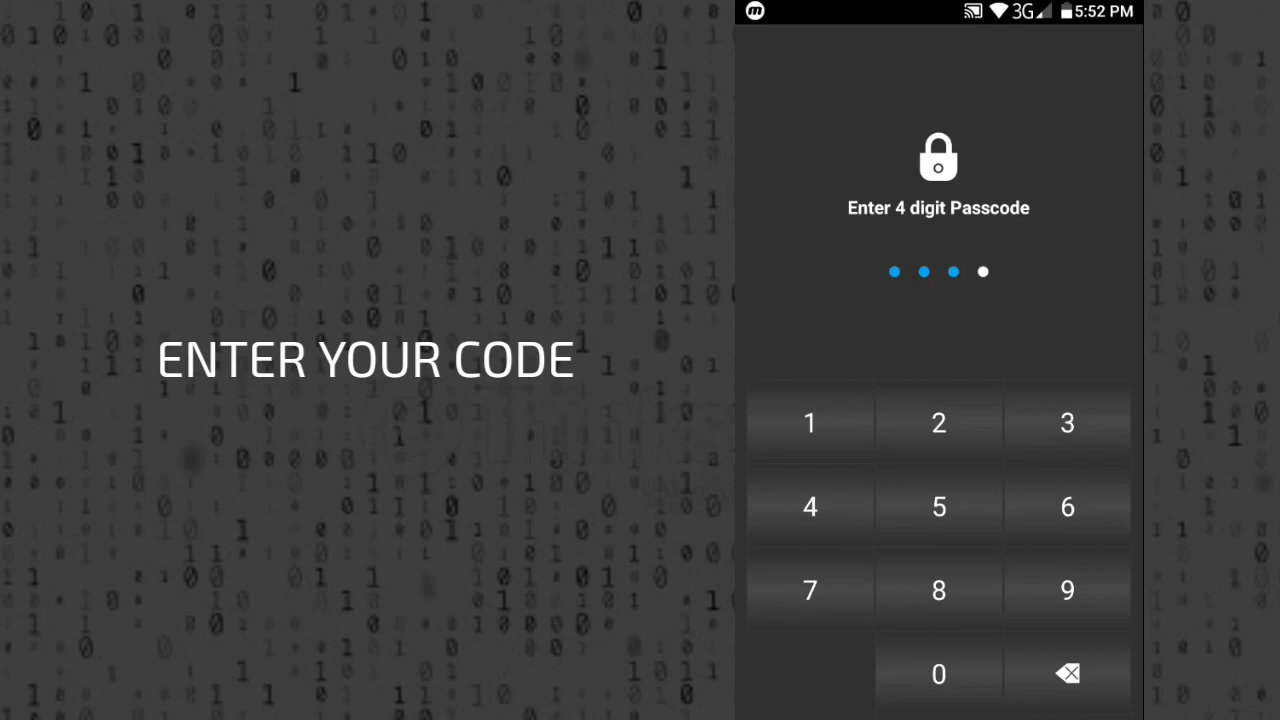 ENTER YOUR CODE
3G 5:52 PM
Enter 4 digit Passcode
1 2 3
4 5 6
7 8 9
0